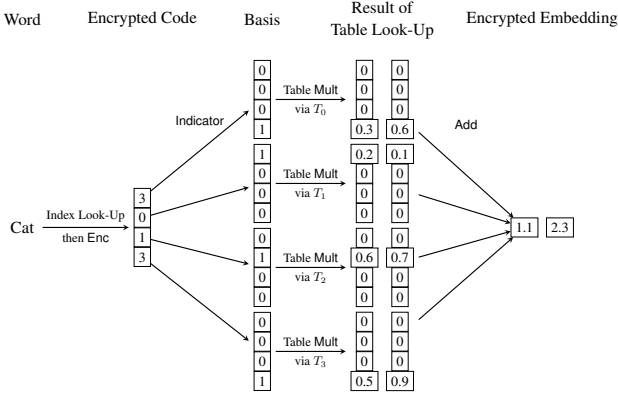 Word
Encrypted Code
Basis
Result of
Table Look-Up
Encrypted Embedding
Cat
Index Look-Up
then Enc
3
0
1
3
Indicator
0
0
0
1
1
0
0
0
0
1
0
0
0
0
0
1
Table Mult
via T0
Table Mult
via T1
Table Mult
via T2
Table Mult
via T3
0 0
0 0
0 0
0.3 0.6
0.2 0.1
0 0
0 0
0 0
0 0
0.6 0.7
0 0
0 0
0 0
0 0
0 0
0.5 0.9
Add
1.1 2.3